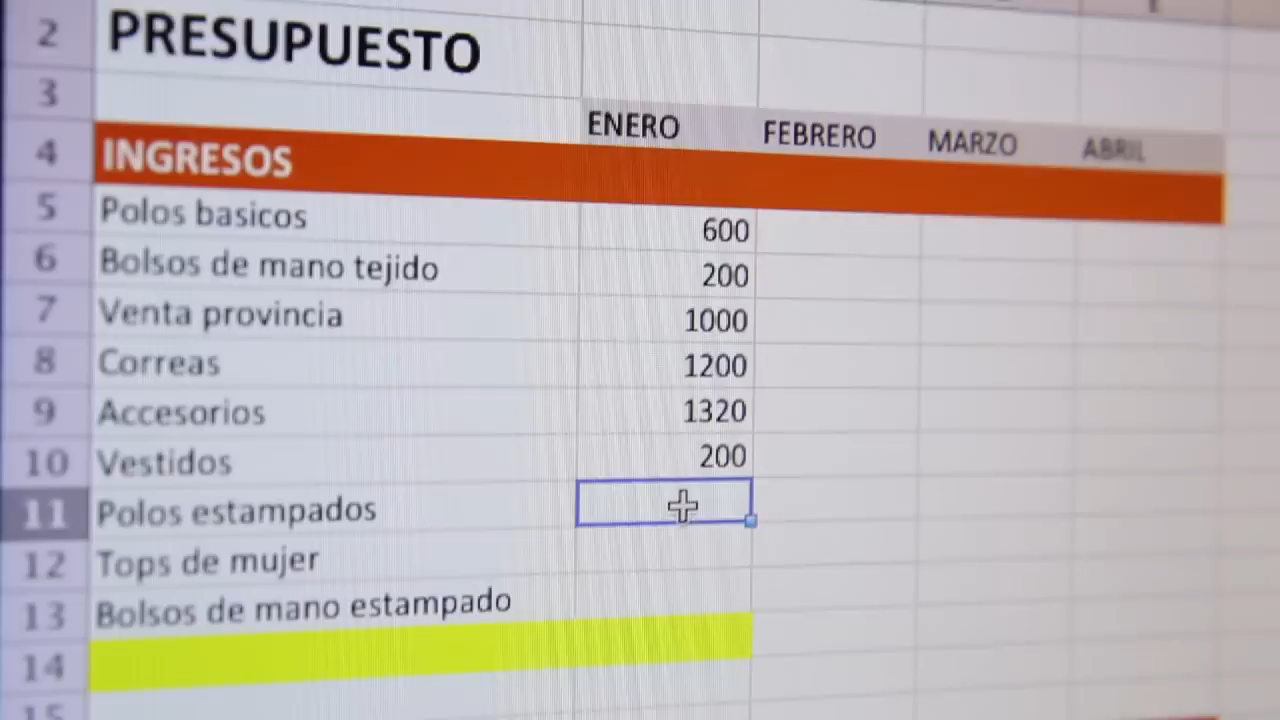 2 PRESUPUESTO
3 ENERO FEBRERO MARZO ABRIL
4 INGRESOS
5 Polos basicos 600
6 Bolsos de mano tejido 200
7 Venta provincia 1000
8 Correas 1200
9 Accesorios 1320
10 Vestidos 200
11 Polos estampados
12 Tops de mujer
13 Bolsos de mano estampado
14
15